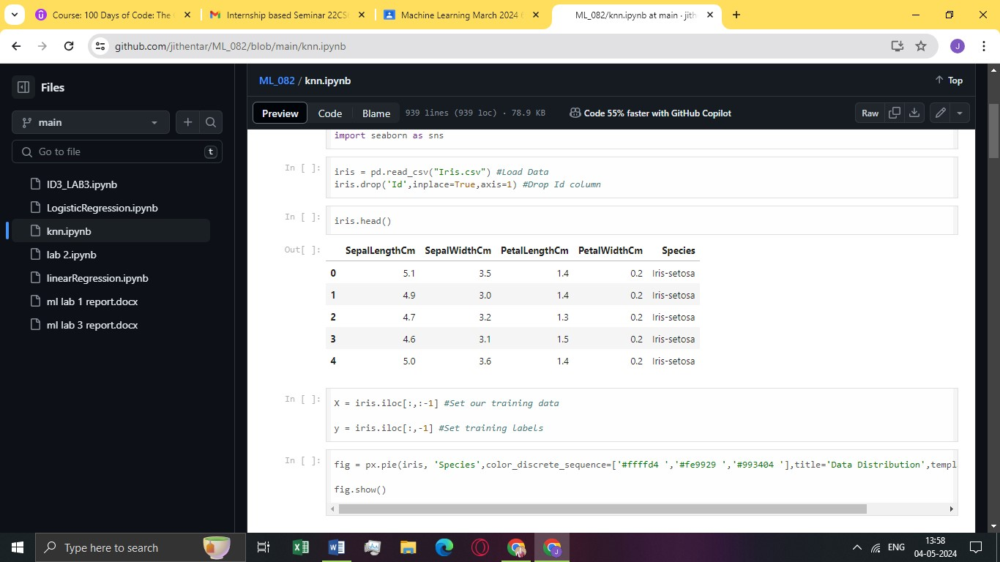 Course: 100 Days of Code: The
Internship based Seminar 22CS
Machine Learning March 2024
ML_082/knn.ipynb at main · jith
github.com/jithentar/ML_082/blob/main/knn.ipynb
J
Files
ML_082 / knn.ipynb
Top
main
Preview
Code
Blame
939 lines (939 loc) · 78.9 KB
Code 55% faster with GitHub Copilot
Raw
Go to file
t
ID3_LAB3.ipynb
LogisticRegression.ipynb
knn.ipynb
lab 2.ipynb
linearRegression.ipynb
ml lab 1 report.docx
ml lab 3 report.docx
import seaborn as sns
In [ ]:
iris = pd.read_csv("Iris.csv") #Load Data
iris.drop('Id',inplace=True,axis=1) #Drop Id column
In [ ]:
iris.head()
Out[ ]:
SepalLengthCm SepalWidthCm PetalLengthCm PetalWidthCm Species
0 5.1 3.5 1.4 0.2 Iris-setosa
1 4.9 3.0 1.4 0.2 Iris-setosa
2 4.7 3.2 1.3 0.2 Iris-setosa
3 4.6 3.1 1.5 0.2 Iris-setosa
4 5.0 3.6 1.4 0.2 Iris-setosa
In [ ]:
X = iris.iloc[:,:-1] #Set our training data
y = iris.iloc[:,-1] #Set training labels
In [ ]:
fig = px.pie(iris, 'Species',color_discrete_sequence=['#ffffd4 ','#fe9929 ','#993404 '],title='Data Distribution',templ
fig.show()
Type here to search
ENG
13:58
04-05-2024